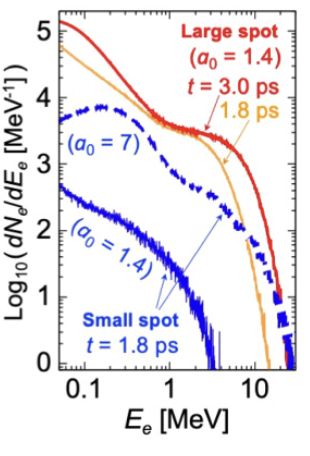 Large spot
(a₀ = 1.4)
t = 3.0 ps
1.8 ps
(a₀ = 7)
(a₀ = 1.4)
Small spot
t = 1.8 ps
Log₁₀(dNₑ/dEₑ [MeV⁻¹])
5
4
3
2
1
0
0.1 1 10
Eₑ [MeV]